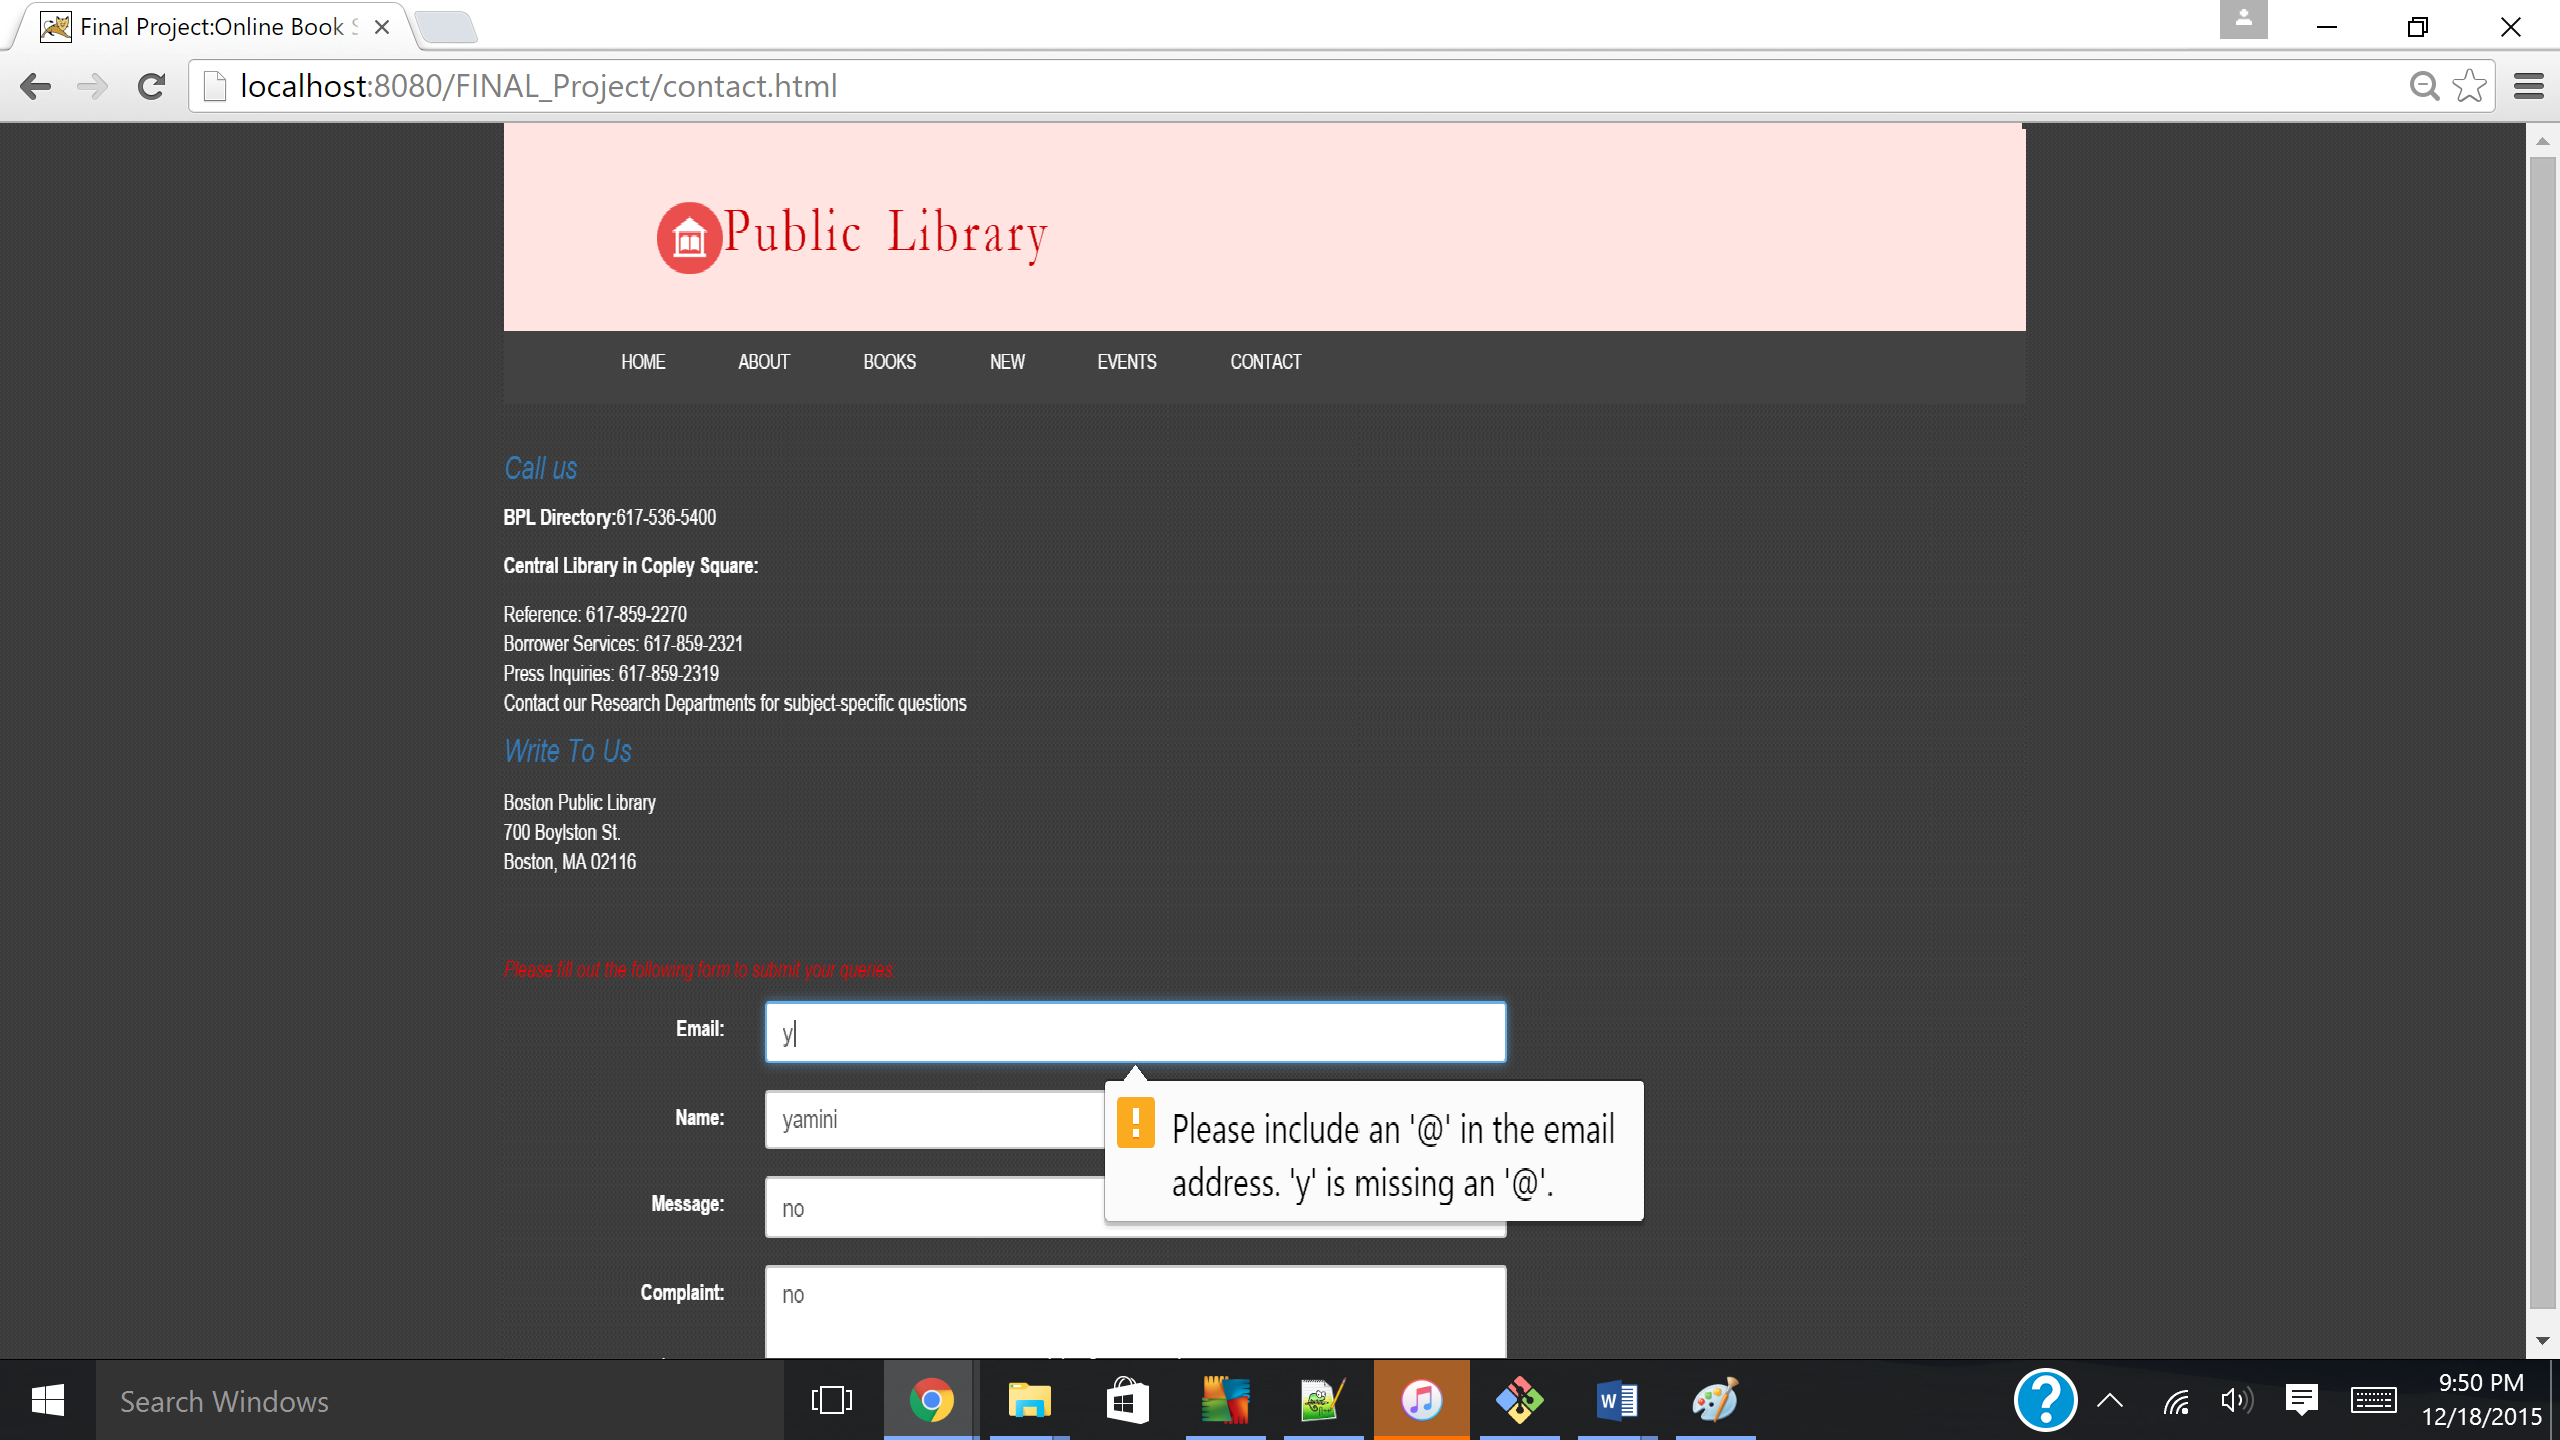 Final Project:Online Book S
localhost:8080/FINAL_Project/contact.html
Public Library
HOME ABOUT BOOKS NEW EVENTS CONTACT
Call us
BPL Directory:617-536-5400
Central Library in Copley Square:
Reference: 617-859-2270
Borrower Services: 617-859-2321
Press Inquiries: 617-859-2319
Contact our Research Departments for subject-specific questions
Write To Us
Boston Public Library
700 Boylston St.
Boston, MA 02116
Please fill out the following form to submit your queries.
Email: y
Name: yamini
Please include an '@' in the email
address. 'y' is missing an '@'.
Message: no
Complaint: no
Search Windows
9:50 PM
12/18/2015